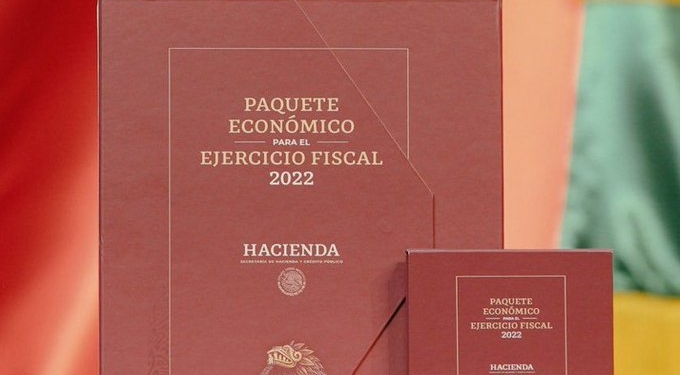 PAQUETE
ECONÓMICO
PARA EL
EJERCICIO FISCAL
2022
HACIENDA
SECRETARÍA DE HACIENDA Y CRÉDITO PÚBLICO
PAQUETE
ECONÓMICO
PARA EL
EJERCICIO FISCAL
2022
HACIENDA